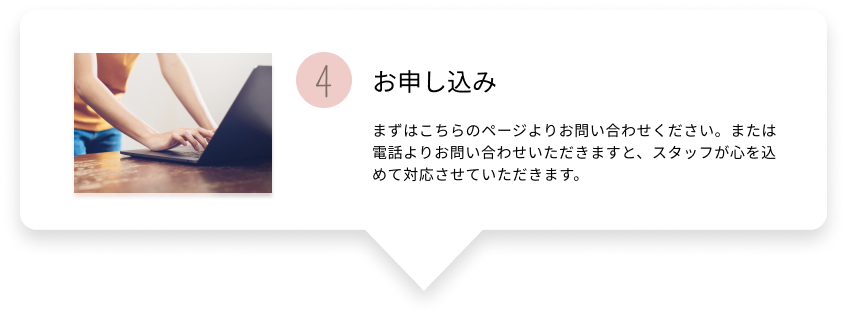 4
お申し込み
まずはこちらのページよりお問い合わせください。または
電話よりお問い合わせいただきますと、スタッフが心を込
めて対応させていただきます。